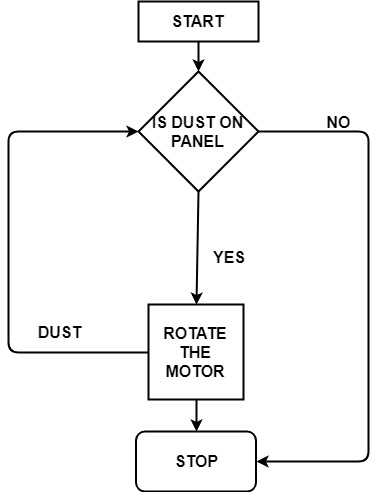 START
IS DUST ON
PANEL
NO
YES
DUST
ROTATE
THE
MOTOR
STOP